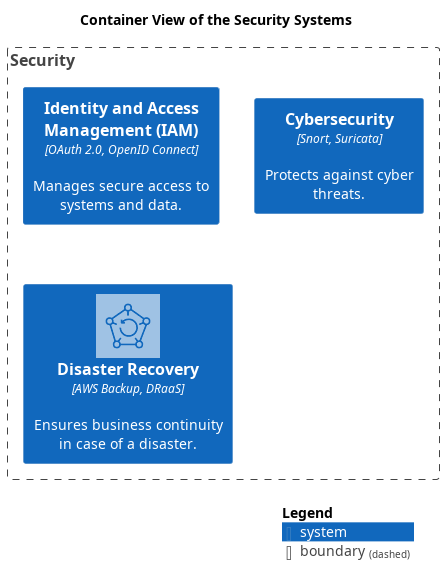 Container View of the Security Systems
Security
Identity and Access
Management (IAM)
[OAuth 2.0, OpenID Connect]
Manages secure access to
systems and data.
Cybersecurity
[Snort, Suricata]
Protects against cyber
threats.
Disaster Recovery
[AWS Backup, DRaaS]
Ensures business continuity
in case of a disaster.
Legend
system
boundary (dashed)